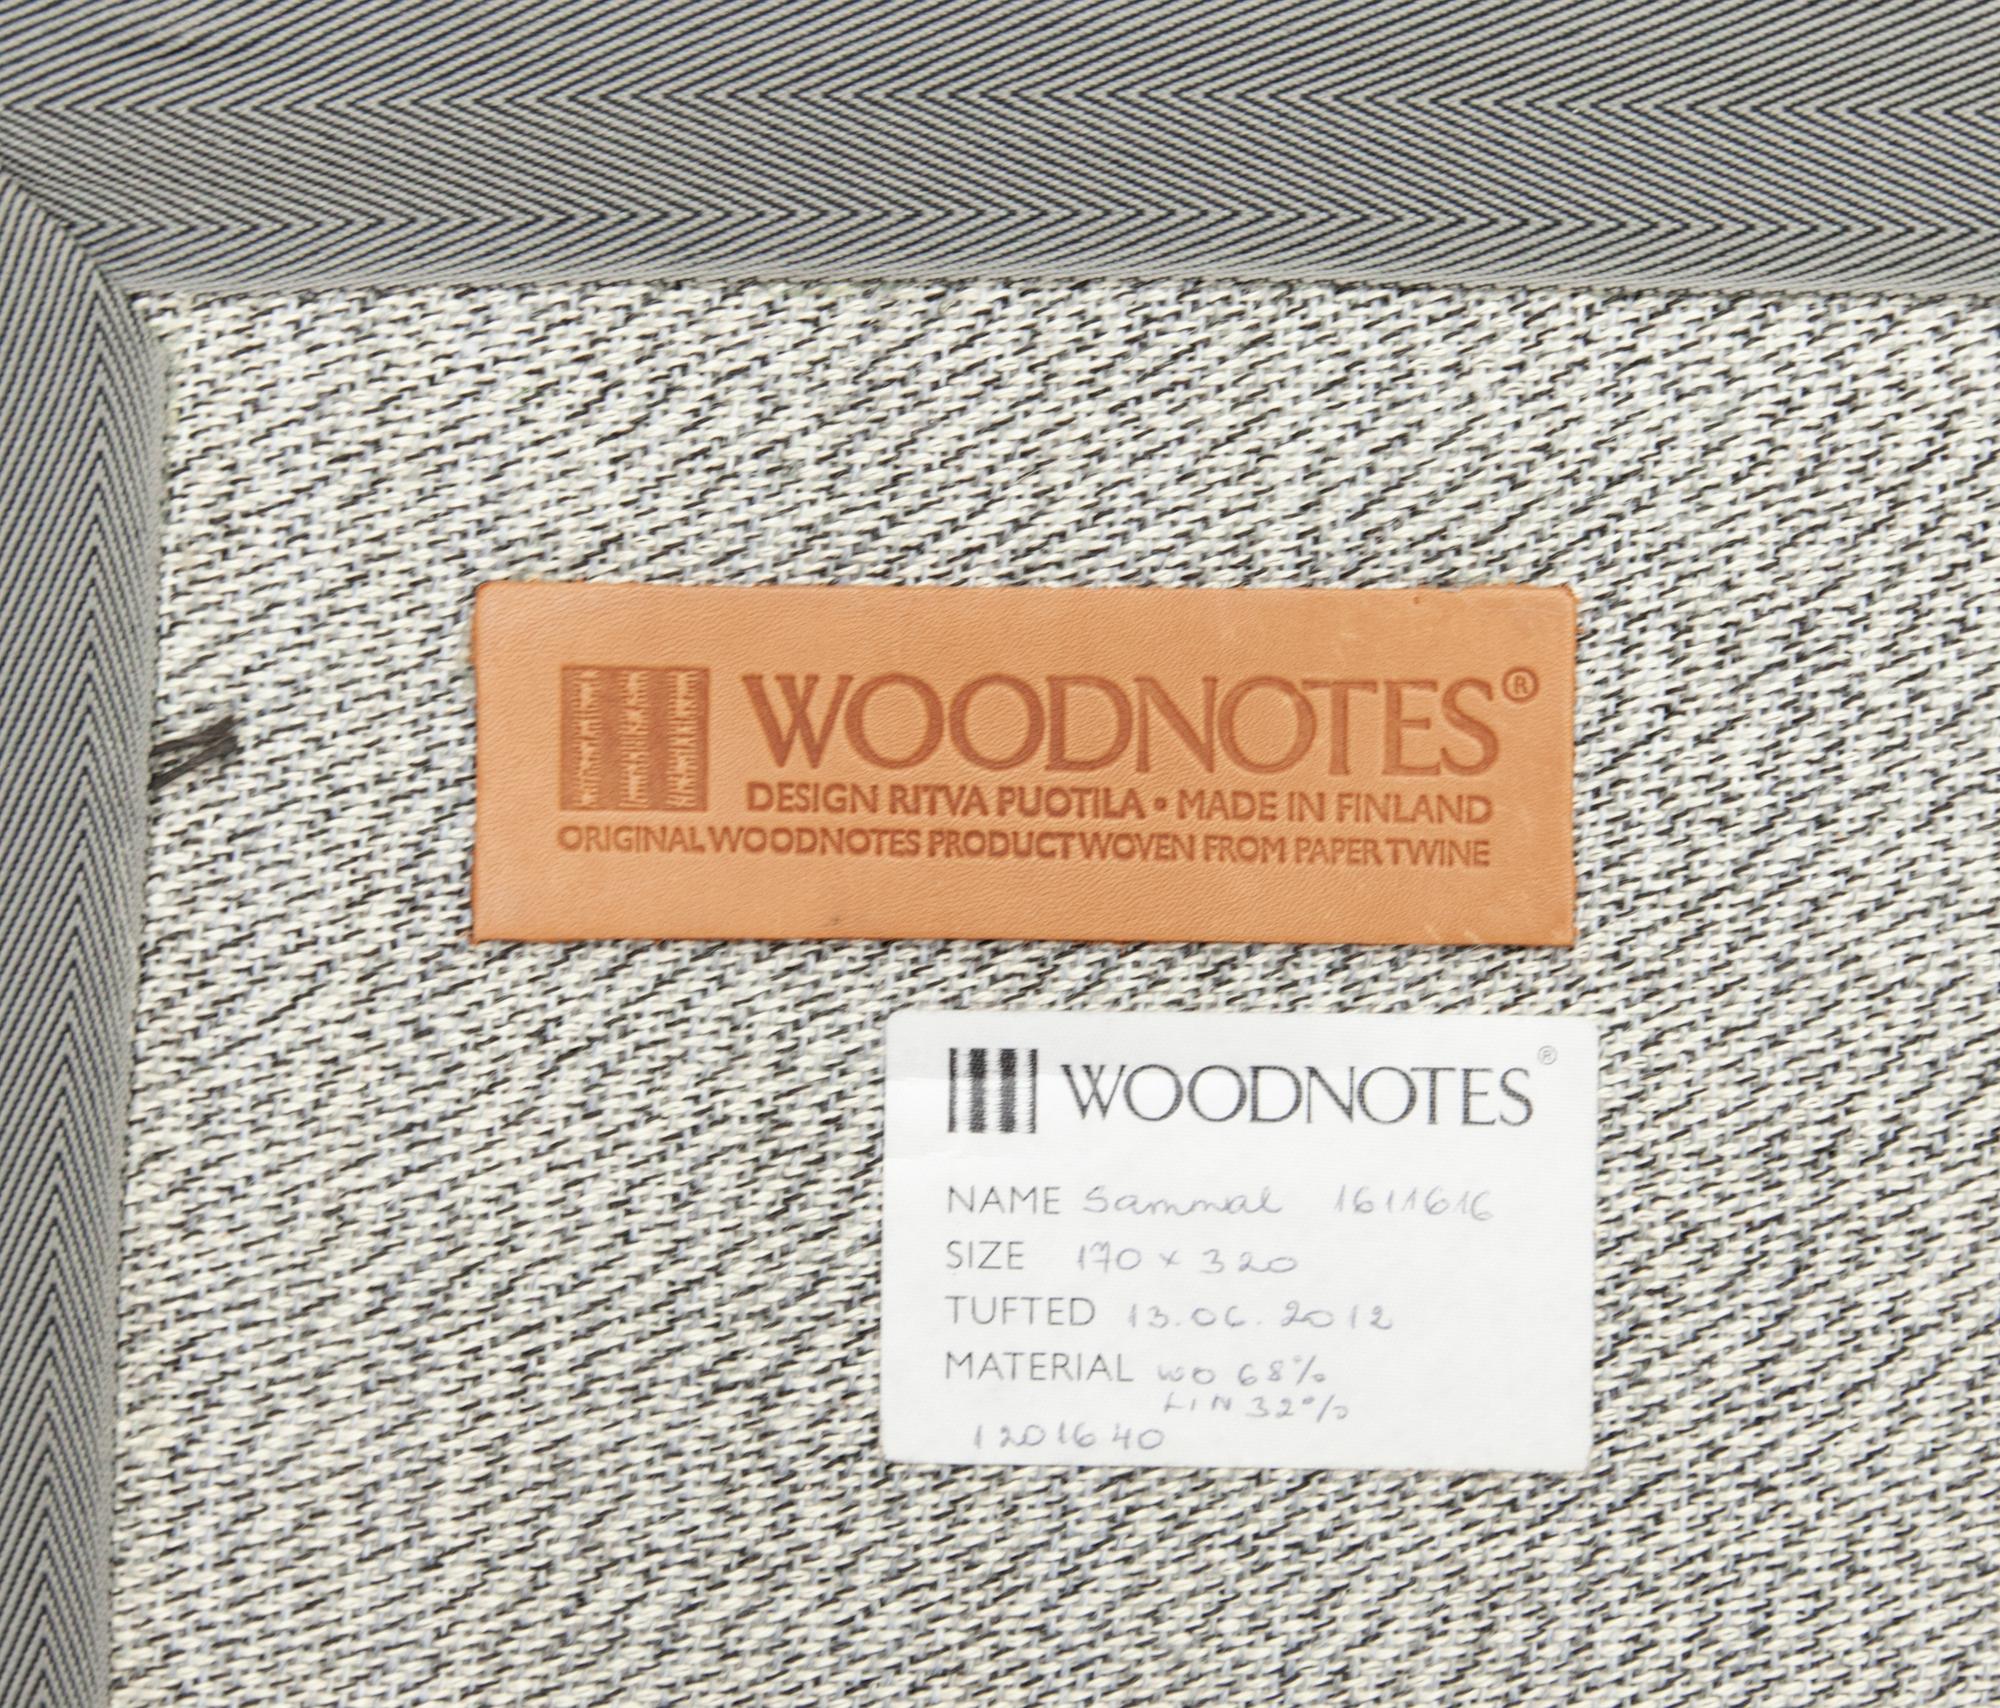 WOODNOTES®
DESIGN RITVA PUOTILA • MADE IN FINLAND
ORIGINAL WOODNOTES PRODUCT WOVEN FROM PAPER TWINE
WOODNOTES®
NAME Sammal 1611616
SIZE 170 x 320
TUFTED 13.06.2012
MATERIAL WO 68%
LIN 32%
1201640